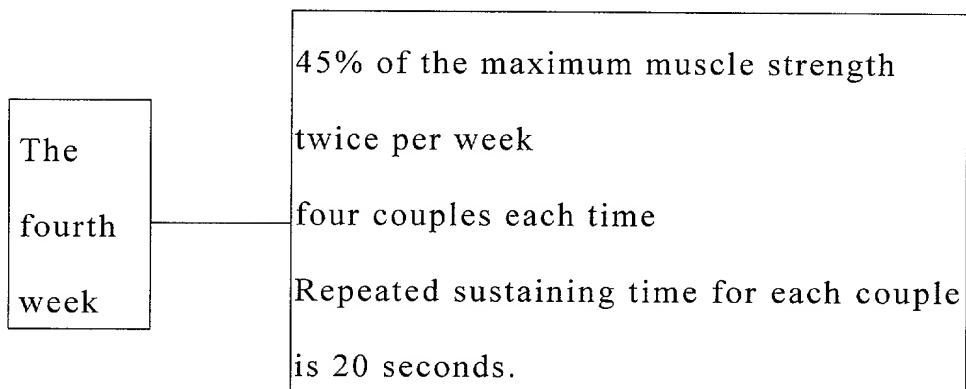 The
fourth
week
45% of the maximum muscle strength
twice per week
four couples each time
Repeated sustaining time for each couple
is 20 seconds.